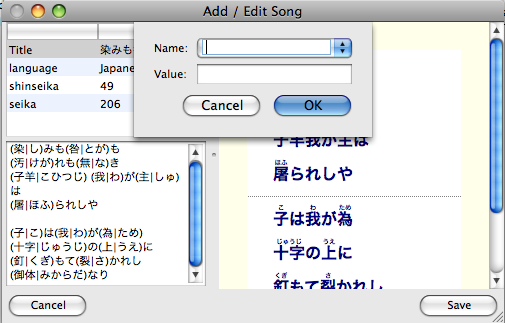 Add / Edit Song
Name:
Value:
Cancel
OK
Title 染みも
language Japane
shinseika 49
seika 206
(染|し)みも(咎|とが)も
(汚|けが)れも(無|な)き
(子羊|こひつじ) (我|わ)が(主|しゅ)
は
(屠|ほふ)られしや
(子|こ)は(我|わ)が(為|ため)
(十字|じゅうじ)の(上|うえ)に
(釘|くぎ)もて(裂|さ)かれし
(御体|みからだ)なり
子羊我が主は
ほふ
屠られしや
こ わ ため
子は我が為
じゅうじ うえ
十字の上に
くぎ さ
釘もて裂かれし
Cancel
Save